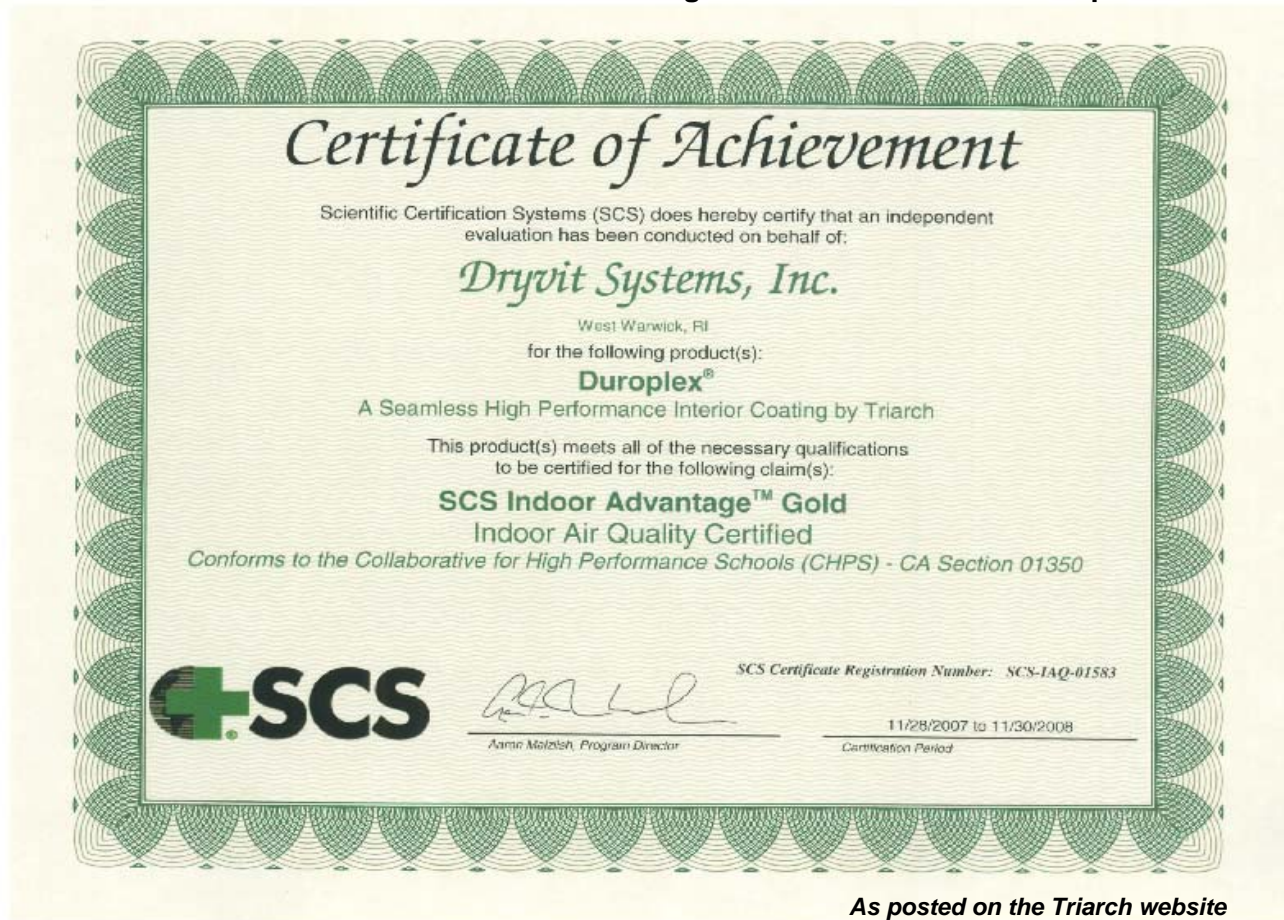 Certificate of Achievement
Scientific Certification Systems (SCS) does hereby certify that an independent
evaluation has been conducted on behalf of:
Dryvit Systems, Inc.
West Warwick, RI
for the following product(s):
Duroplex®
A Seamless High Performance Interior Coating by Triarch
This product(s) meets all of the necessary qualifications
to be certified for the following claim(s):
SCS Indoor Advantage™ Gold
Indoor Air Quality Certified
Conforms to the Collaborative for High Performance Schools (CHPS) - CA Section 01350
SCS
SCS Certificate Registration Number: SCS-IAQ-01583
11/28/2007 to 11/30/2008
Program Director
Certification Period
As posted on the Triarch website